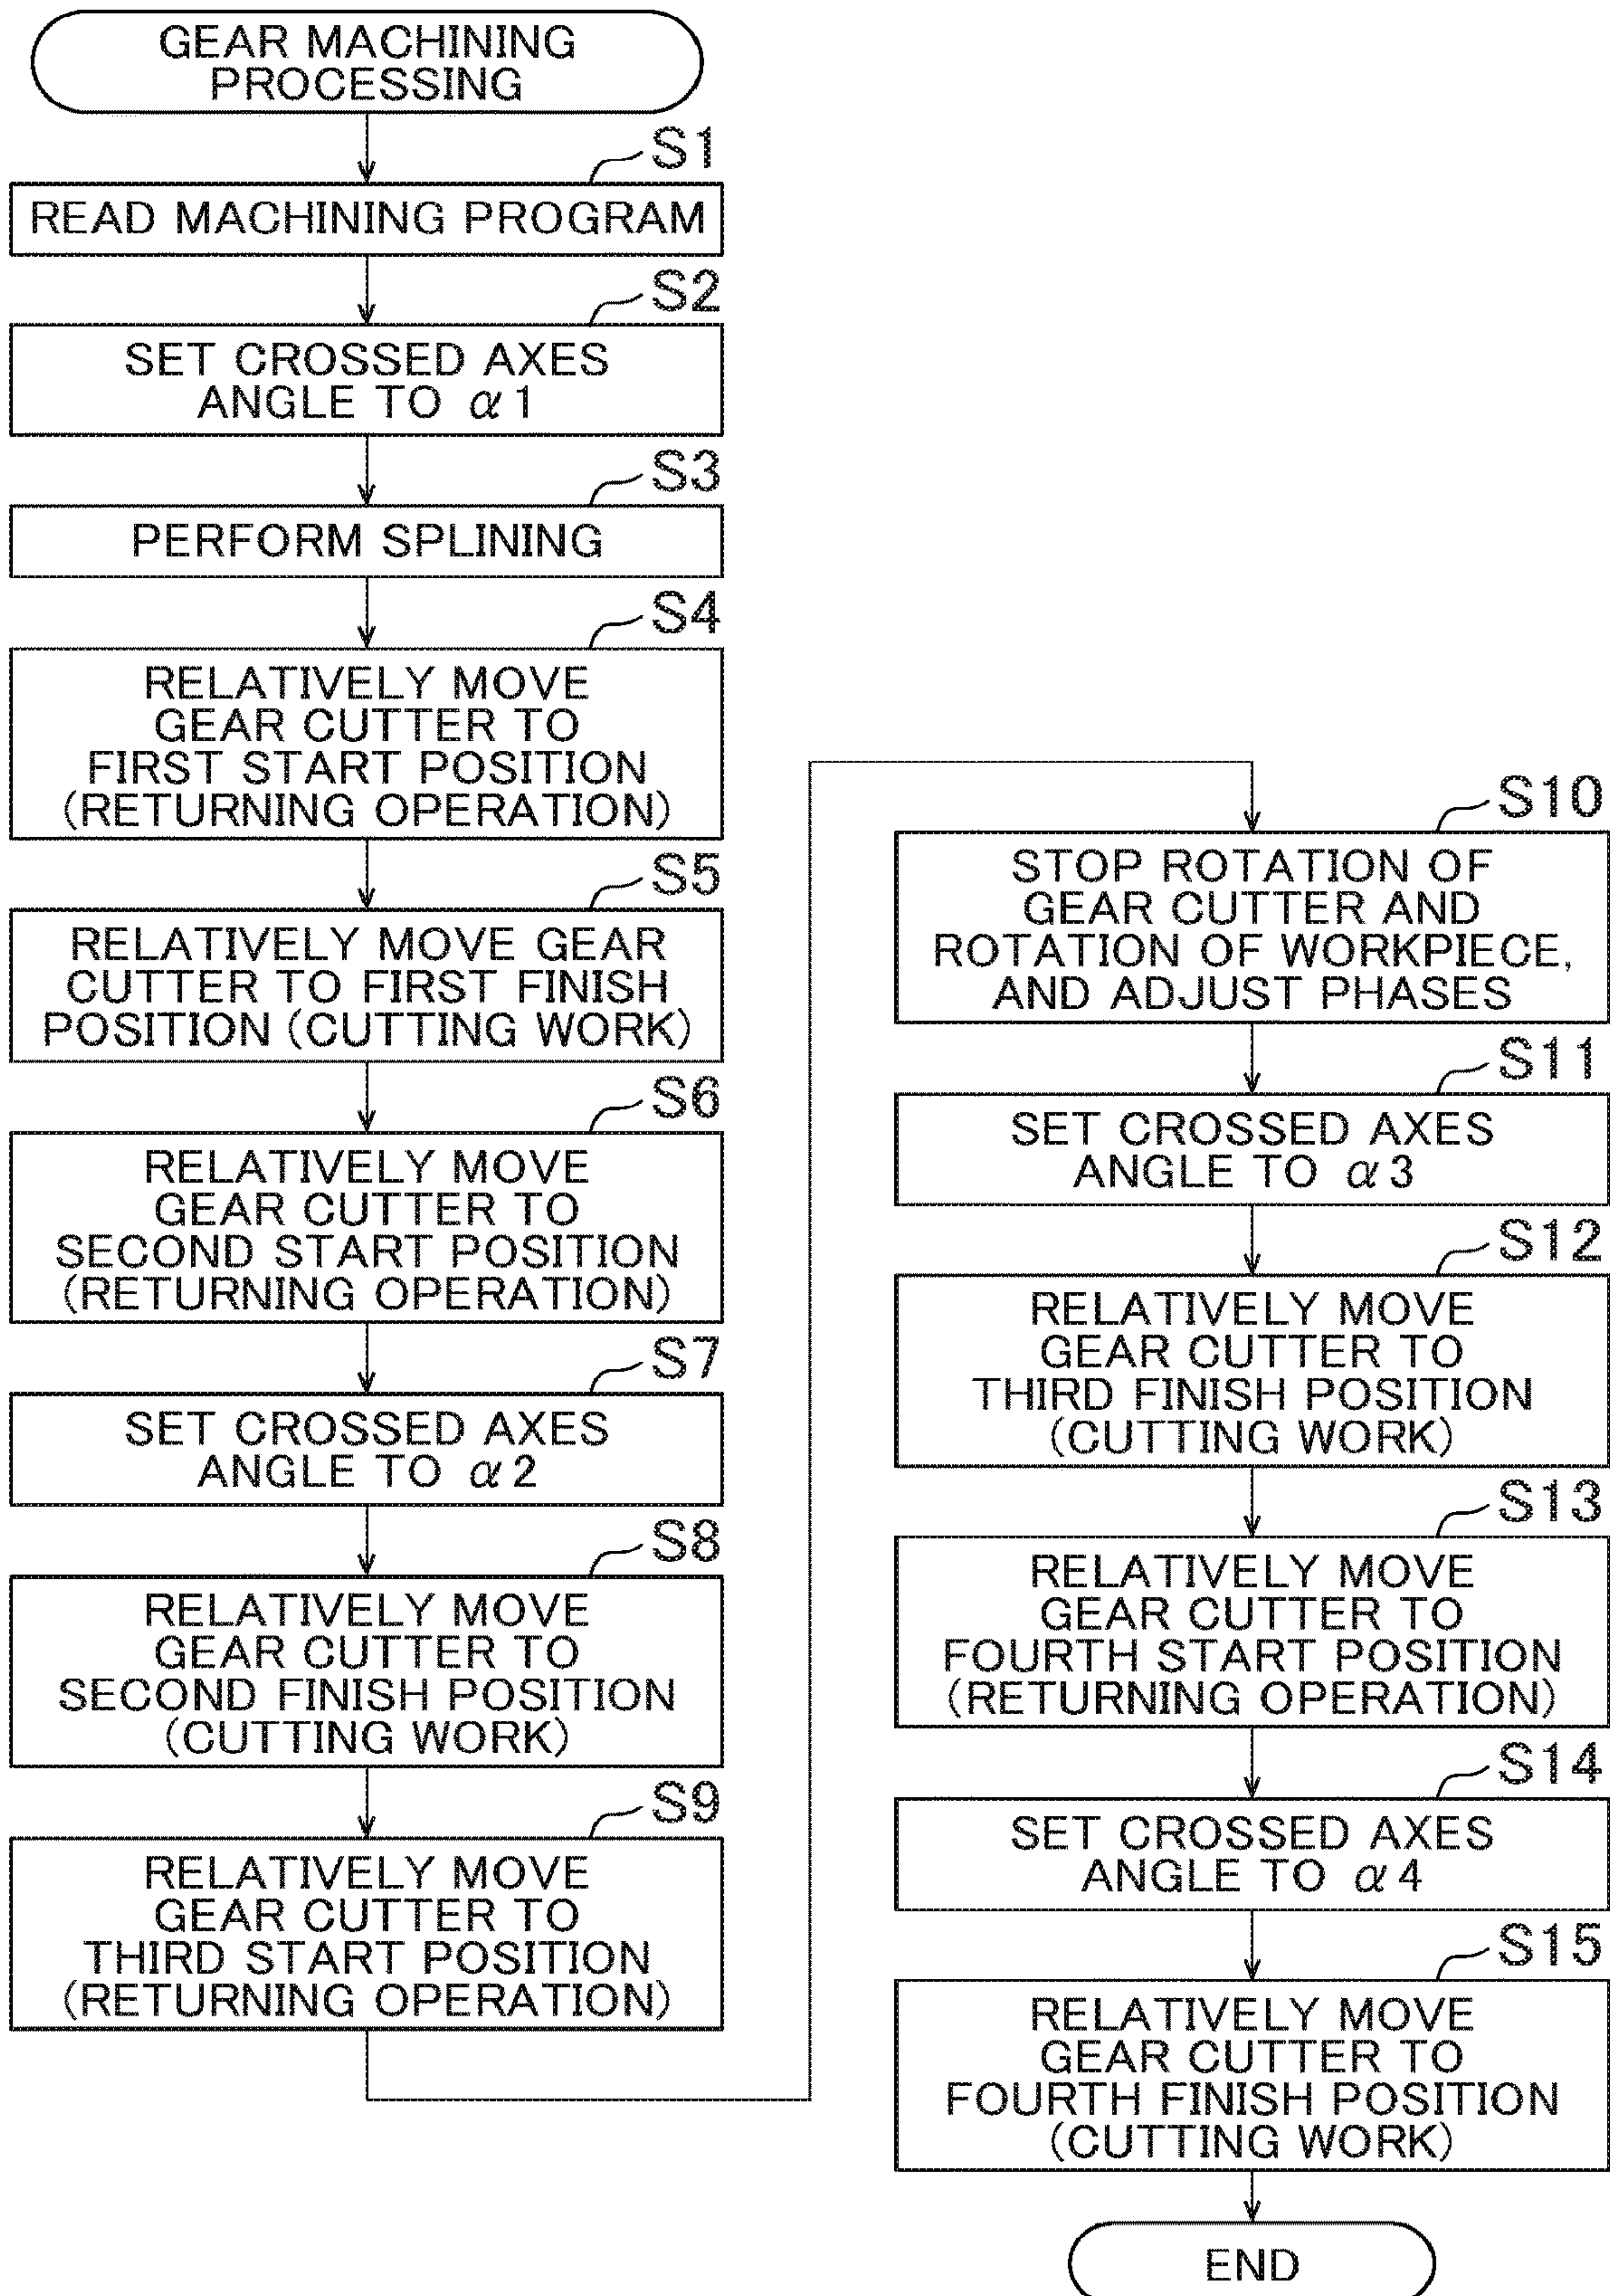 GEAR MACHINING
PROCESSING
S1
READ MACHINING PROGRAM
S2
SET CROSSED AXES
ANGLE TO α1
S3
PERFORM SPLINING
S4
RELATIVELY MOVE
GEAR CUTTER TO
FIRST START POSITION
(RETURNING OPERATION)
S5
RELATIVELY MOVE GEAR
CUTTER TO FIRST FINISH
POSITION (CUTTING WORK)
S6
RELATIVELY MOVE
GEAR CUTTER TO
SECOND START POSITION
(RETURNING OPERATION)
S7
SET CROSSED AXES
ANGLE TO α2
S8
RELATIVELY MOVE
GEAR CUTTER TO
SECOND FINISH POSITION
(CUTTING WORK)
S9
RELATIVELY MOVE
GEAR CUTTER TO
THIRD START POSITION
(RETURNING OPERATION)
S10
STOP ROTATION OF
GEAR CUTTER AND
ROTATION OF WORKPIECE,
AND ADJUST PHASES
S11
SET CROSSED AXES
ANGLE TO α3
S12
RELATIVELY MOVE
GEAR CUTTER TO
THIRD FINISH POSITION
(CUTTING WORK)
S13
RELATIVELY MOVE
GEAR CUTTER TO
FOURTH START POSITION
(RETURNING OPERATION)
S14
SET CROSSED AXES
ANGLE TO α4
S15
RELATIVELY MOVE
GEAR CUTTER TO
FOURTH FINISH POSITION
(CUTTING WORK)
END